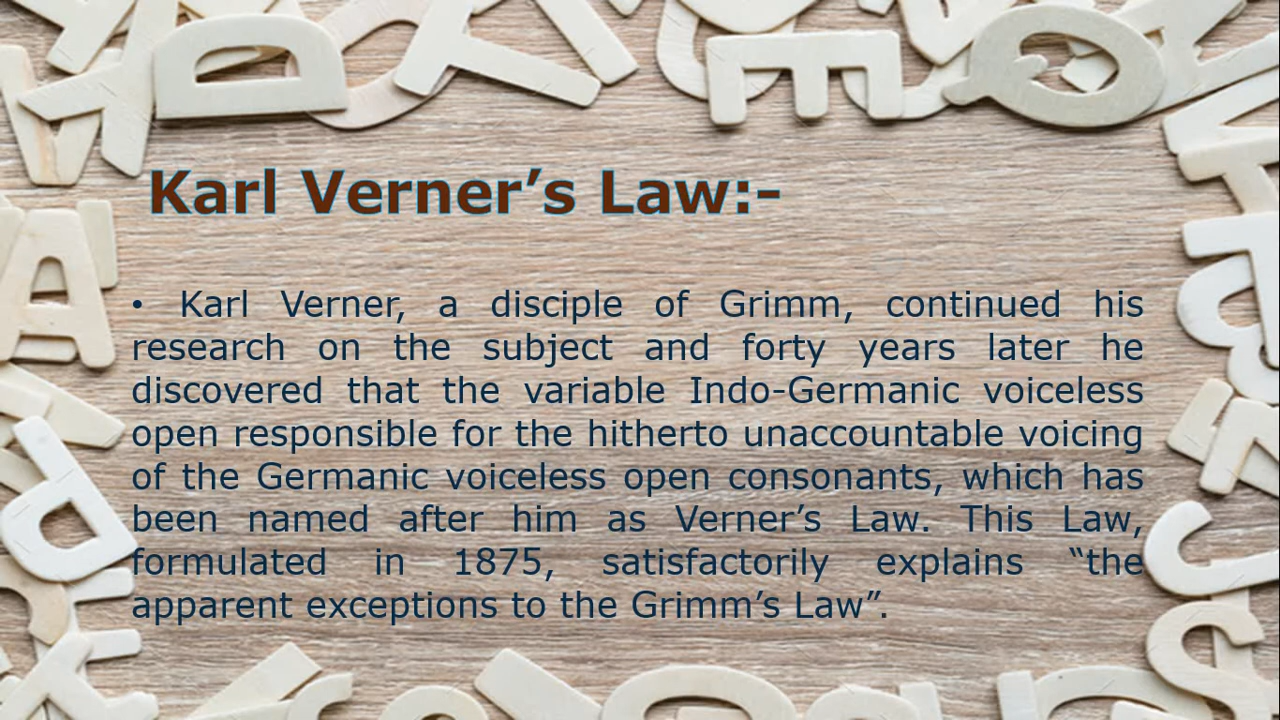 Karl Verner’s Law:-
• Karl Verner, a disciple of Grimm, continued his
research on the subject and forty years later he
discovered that the variable Indo-Germanic voiceless
open responsible for the hitherto unaccountable voicing
of the Germanic voiceless open consonants, which has
been named after him as Verner’s Law. This Law,
formulated in 1875, satisfactorily explains “the
apparent exceptions to the Grimm’s Law”.